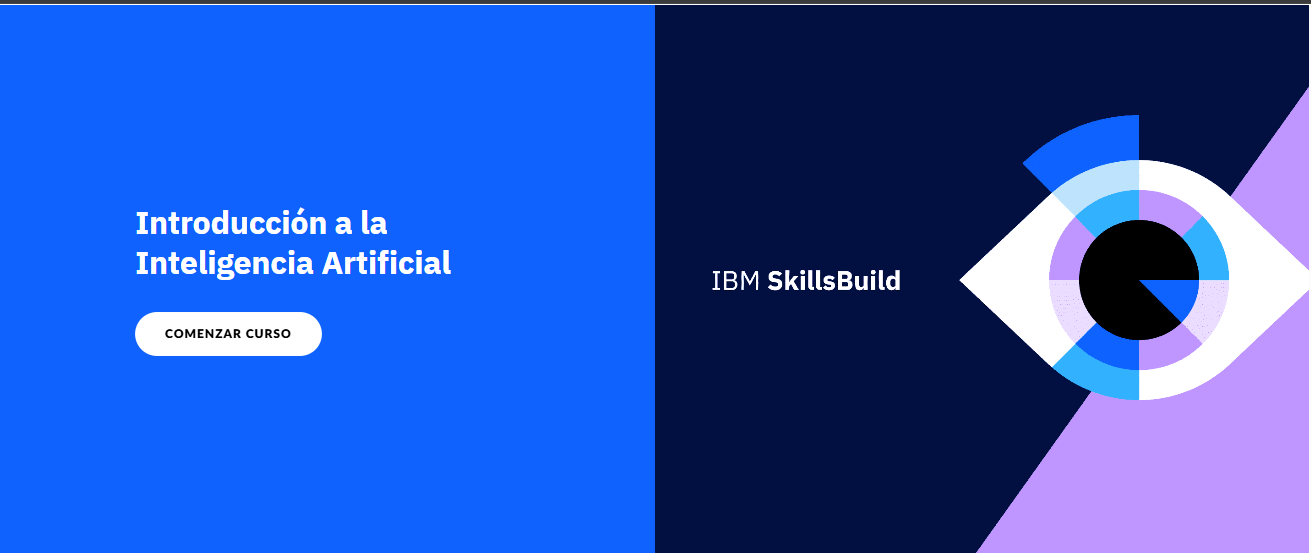 Introducción a la
Inteligencia Artificial
COMENZAR CURSO
IBM SkillsBuild